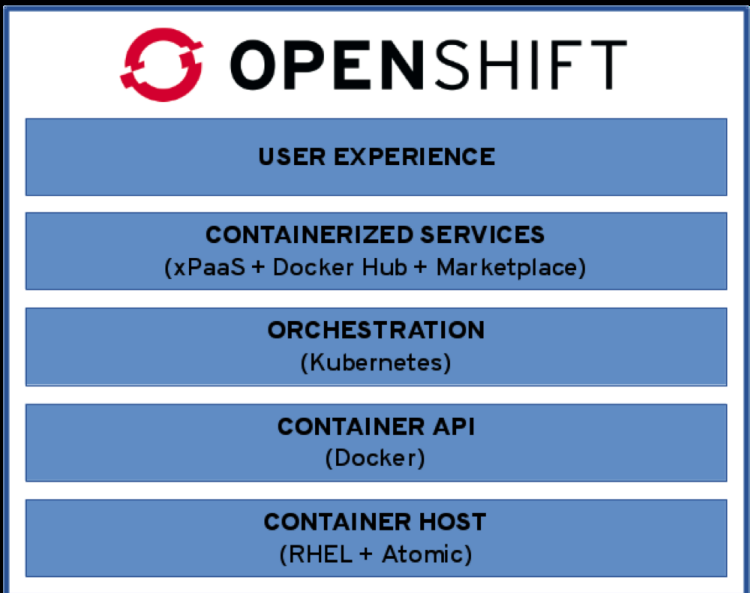 OPENSHIFT
USER EXPERIENCE
CONTAINERIZED SERVICES
(xPaaS + Docker Hub + Marketplace)
ORCHESTRATION
(Kubernetes)
CONTAINER API
(Docker)
CONTAINER HOST
(RHEL + Atomic)